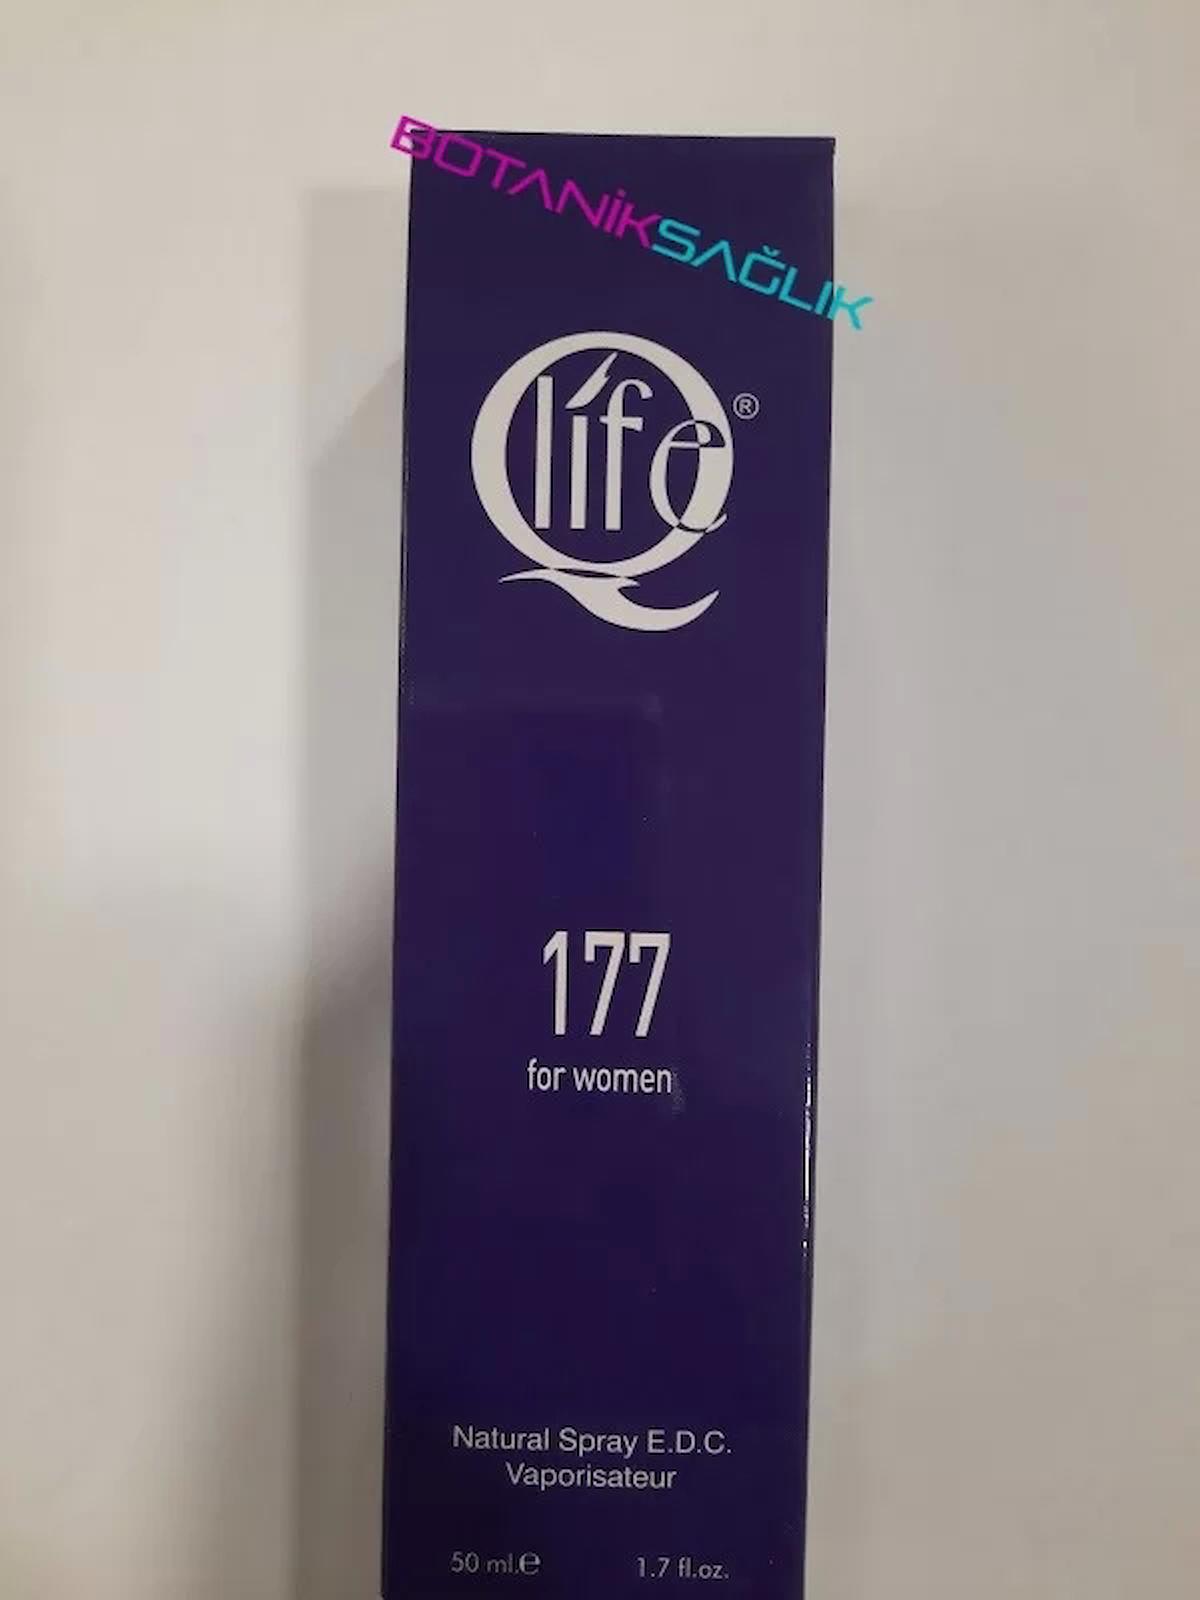 BOTANİKSAĞLIK
Qlife®
177
for women
Natural Spray E.D.C.
Vaporisateur
50 ml.℮ 1.7 fl.oz.